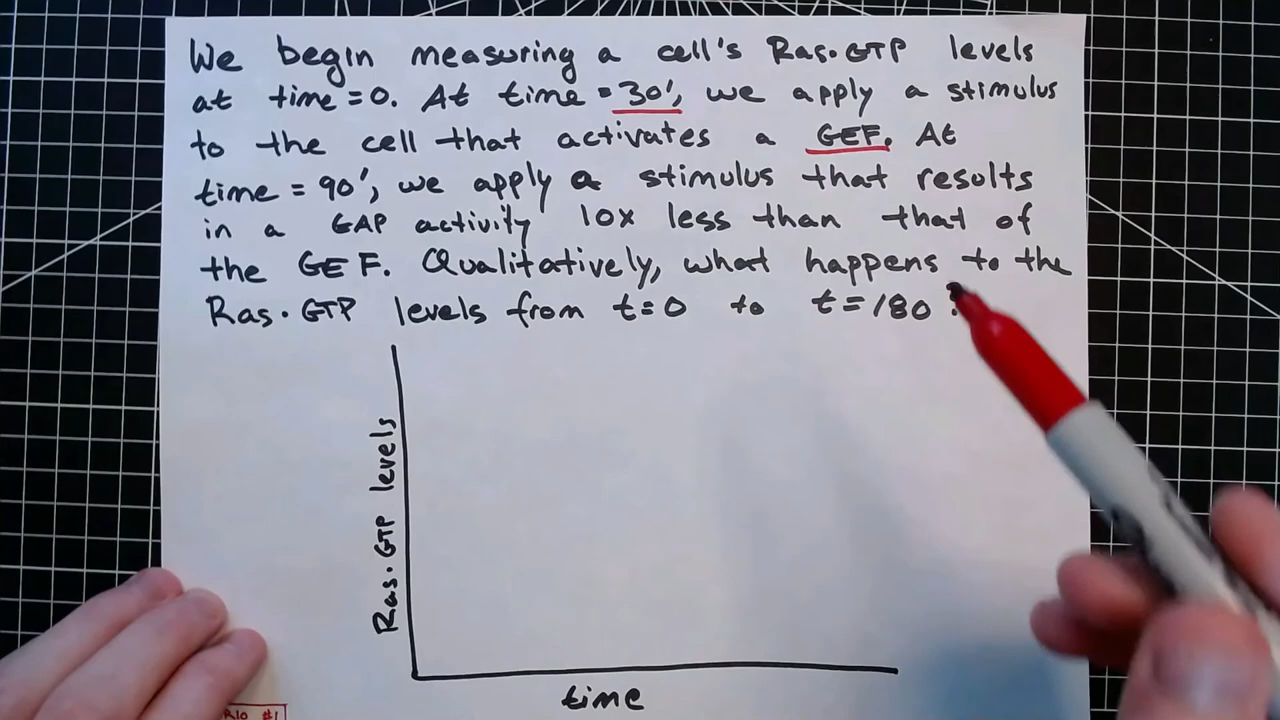 We begin measuring a cell's Ras·GTP levels
at time=0. At time=30', we apply a stimulus
to the cell that activates a GEF. At
time = 90', we apply a stimulus that results
in a GAP activity 10x less than that of
the GEF. Qualitatively, what happens to the
Ras·GTP levels from t=0 to t=180?
Ras·GTP levels
time
#1